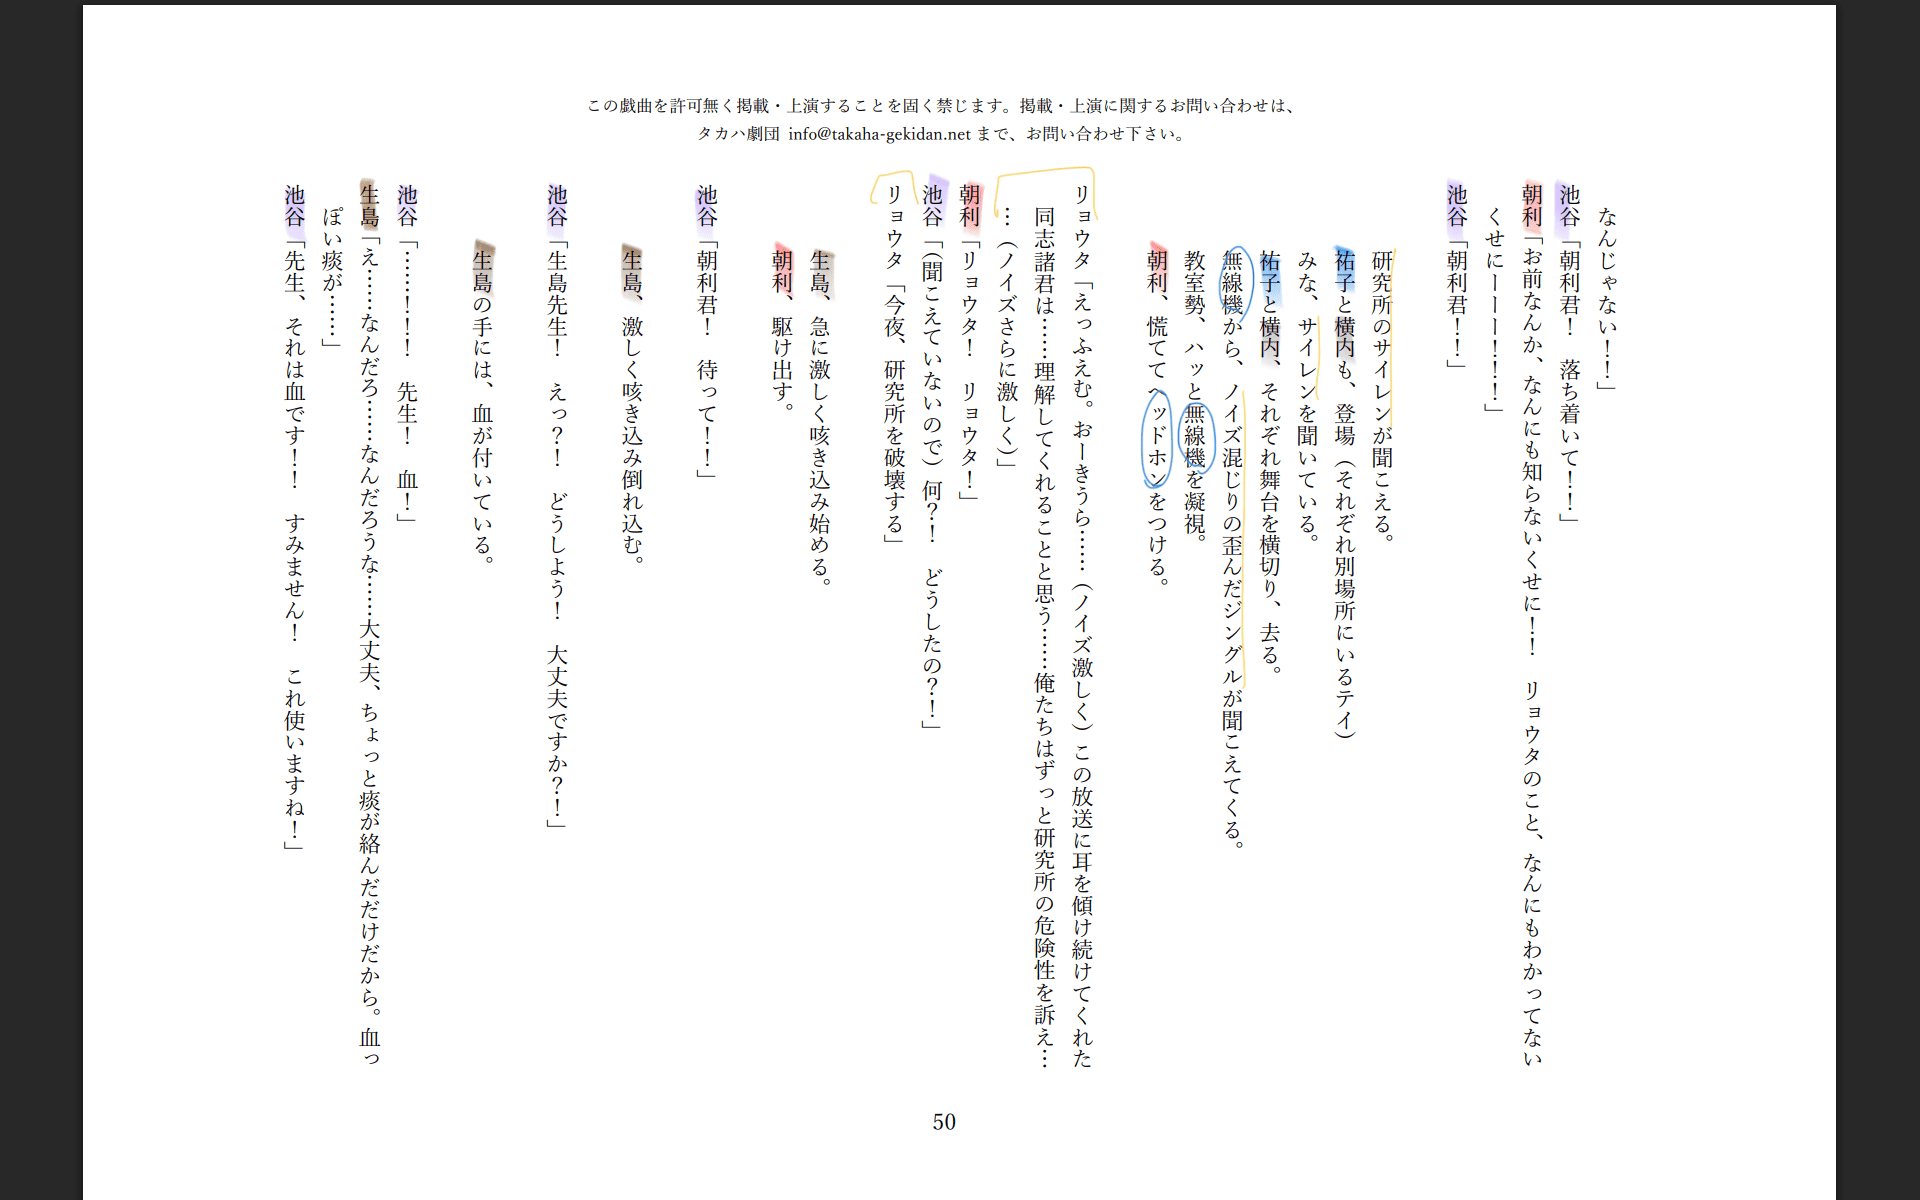 この戯曲を許可無く掲載・上演することを固く禁じます。掲載・上演に関するお問い合わせは、
タカハ劇団 info@takaha-gekidan.net まで、お問い合わせ下さい。
なんじゃない！！」
池谷「朝利君！　落ち着いて！！」
朝利「お前なんか、なんにも知らないくせに！！　リョウタのこと、なんにもわかってない
くせにーーー！！！」
池谷「朝利君！！」
研究所のサイレンが聞こえる。
祐子と横内も、登場（それぞれ別場所にいるテイ）
みな、サイレンを聞いている。
祐子と横内、それぞれ舞台を横切り、去る。
無線機から、ノイズ混じりの歪んだジングルが聞こえてくる。
教室勢、ハッと無線機を凝視。
朝利、慌ててヘッドホンをつける。
リョウタ「えっふえむ。おーきうら……（ノイズ激しく）この放送に耳を傾け続けてくれた
同志諸君は……理解してくれることと思う……俺たちはずっと研究所の危険性を訴え…
…（ノイズさらに激しく）」
朝利「リョウタ！　リョウタ！」
池谷「（聞こえていないので）何？！　どうしたの？！」
リョウタ「今夜、研究所を破壊する」
生島、急に激しく咳き込み始める。
朝利、駆け出す。
池谷「朝利君！　待って！！」
生島、激しく咳き込み倒れ込む。
池谷「生島先生！　えっ？！　どうしよう！　大丈夫ですか？！」
生島の手には、血が付いている。
池谷「……！！！　先生！　血！」
生島「え……なんだろ……なんだろうな……大丈夫、ちょっと痰が絡んだだけだから。血っ
ぽい痰が……」
池谷「先生、それは血です！！　すみません！　これ使いますね！」
50